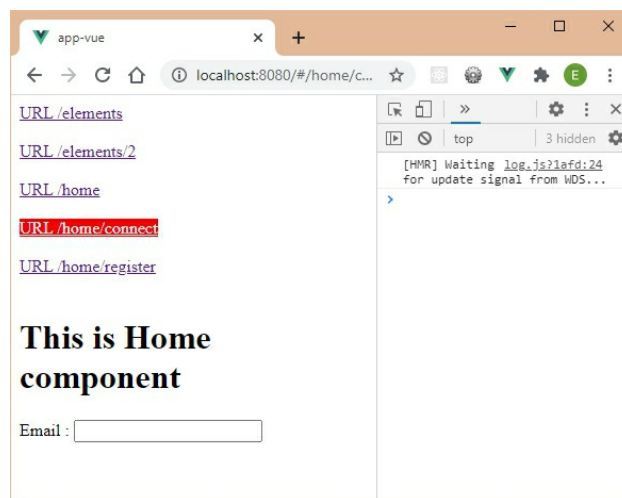 app-vue
localhost:8080/#/home/c...
E
URL /elements
URL /elements/2
URL /home
URL /home/connect
URL /home/register
This is Home
component
Email :
top
3 hidden
[HMR] Waiting log.js?1afd:24
for update signal from WDS...